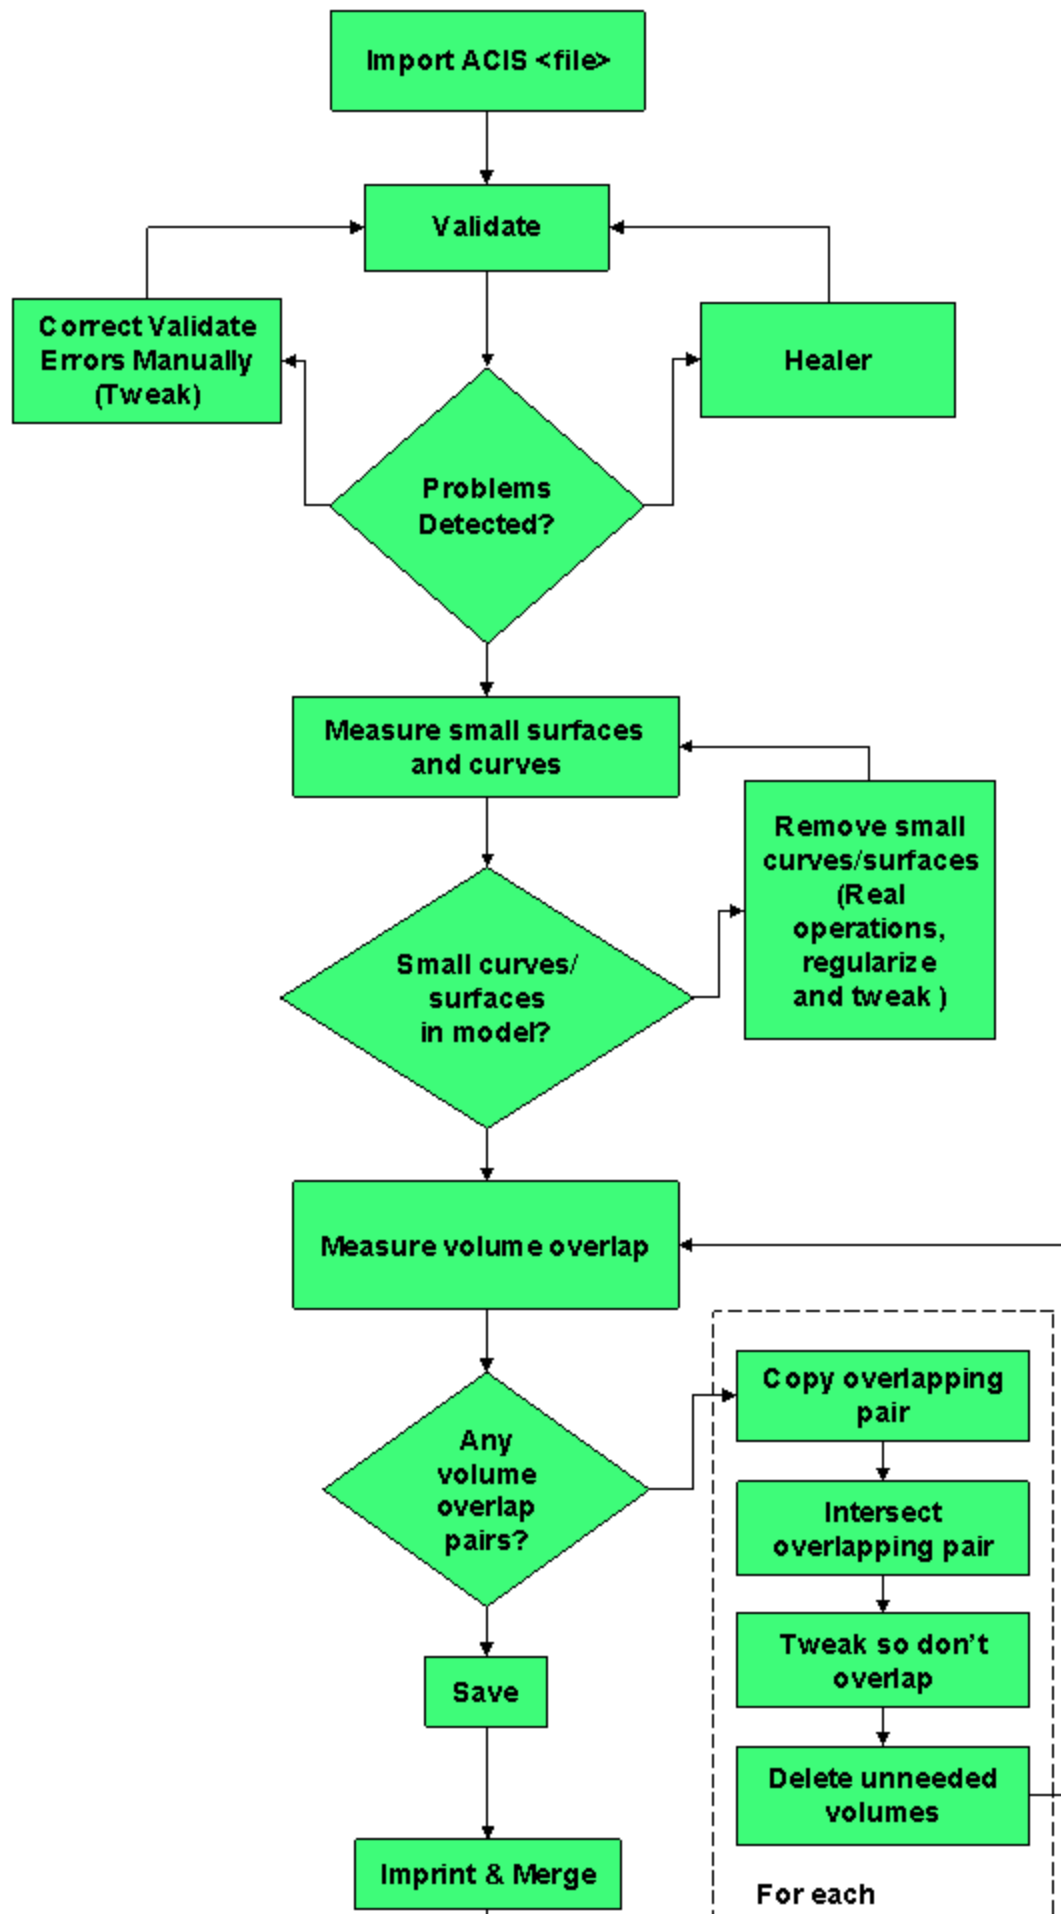 Import ACIS <file>
Validate
Correct Validate
Errors Manually
(Tweak)
Healer
Problems
Detected?
Measure small surfaces
and curves
Remove small
curves/surfaces
(Real
operations,
regularize
and tweak )
Small curves/
surfaces
in model?
Measure volume overlap
Copy overlapping
pair
Any
volume
overlap
pairs?
Intersect
overlapping pair
Tweak so don't
overlap
Save
Delete unneeded
volumes
Imprint & Merge
For each